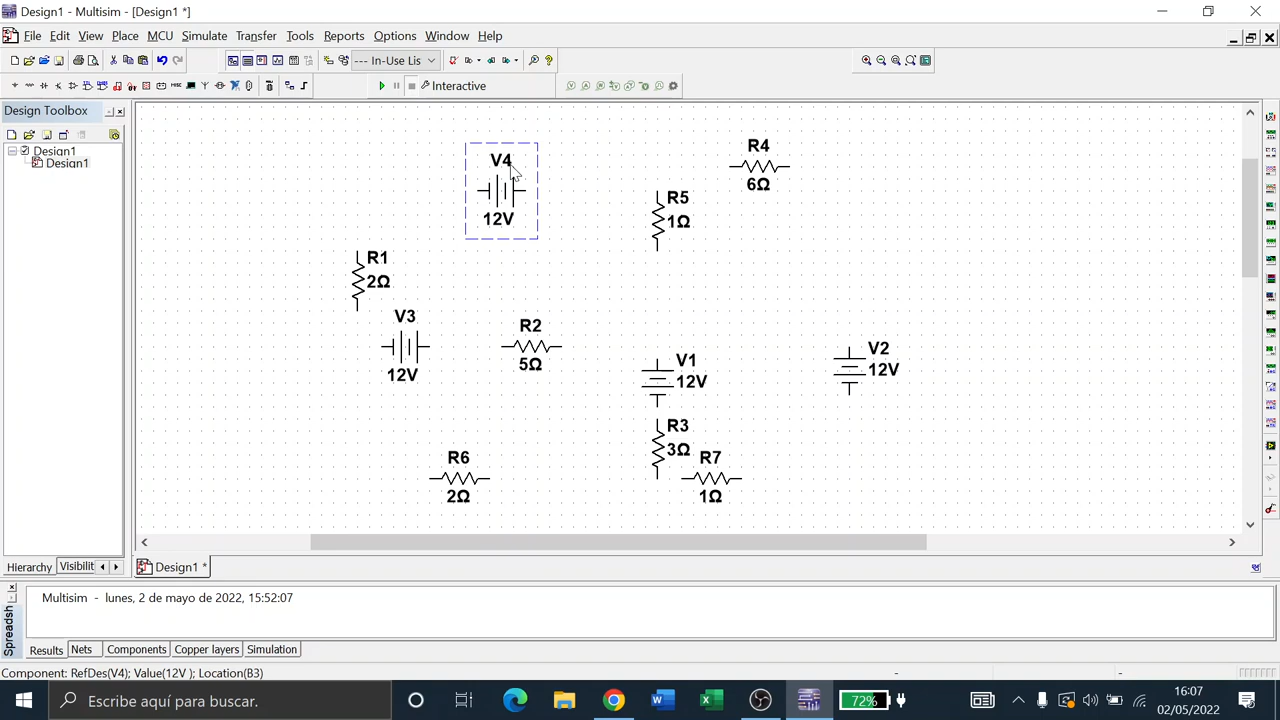 Design1 - Multisim - [Design1 *]
File Edit View Place MCU Simulate Transfer Tools Reports Options Window Help
--- In-Use Lis
Interactive
Design Toolbox
Design1
Design1
V4
12V
R4
6Ω
R5
1Ω
R1
2Ω
V3
12V
R2
5Ω
V1
12V
V2
12V
R3
3Ω
R7
1Ω
R6
2Ω
Hierarchy Visibilit
Design1 *
Multisim - lunes, 2 de mayo de 2022, 15:52:07
Spreadsh
Results Nets Components Copper layers Simulation
Component: RefDes(V4); Value(12V ); Location(B3) - -
Escribe aquí para buscar.
72%
16:07
02/05/2022